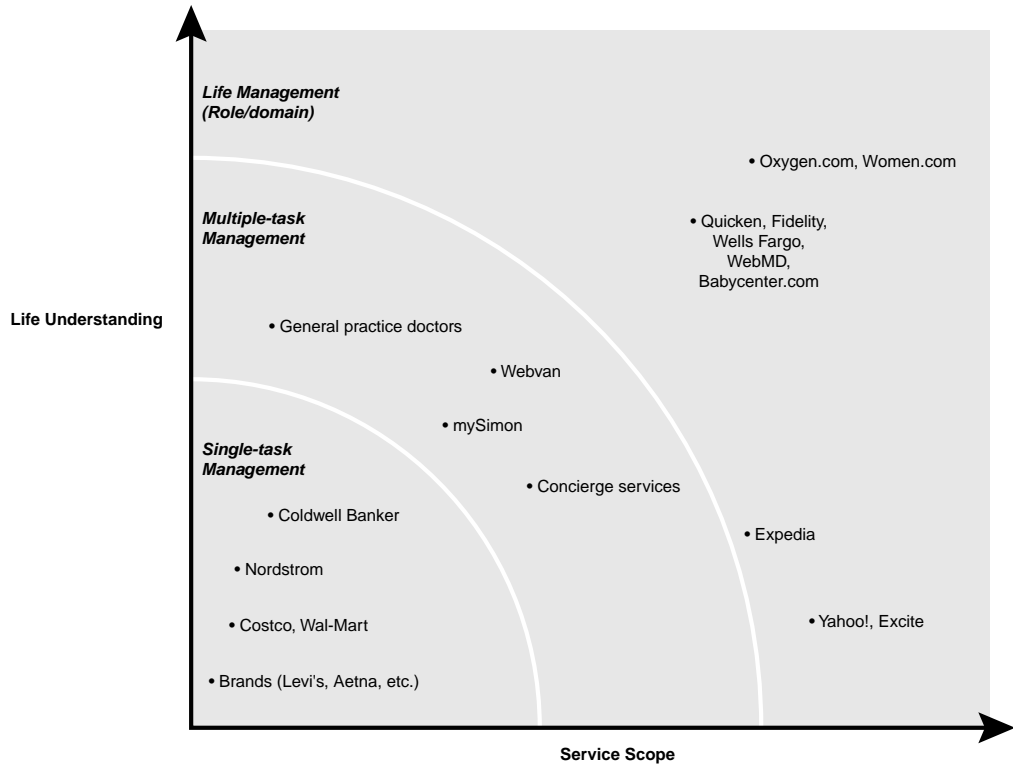 Life Management
(Role/domain)
• Oxygen.com, Women.com
Multiple-task
Management
• Quicken, Fidelity,
Wells Fargo,
WebMD,
Babycenter.com
Life Understanding
• General practice doctors
• Webvan
• mySimon
Single-task
Management
• Concierge services
• Coldwell Banker
• Expedia
• Nordstrom
• Costco, Wal-Mart
• Yahoo!, Excite
• Brands (Levi's, Aetna, etc.)
Service Scope